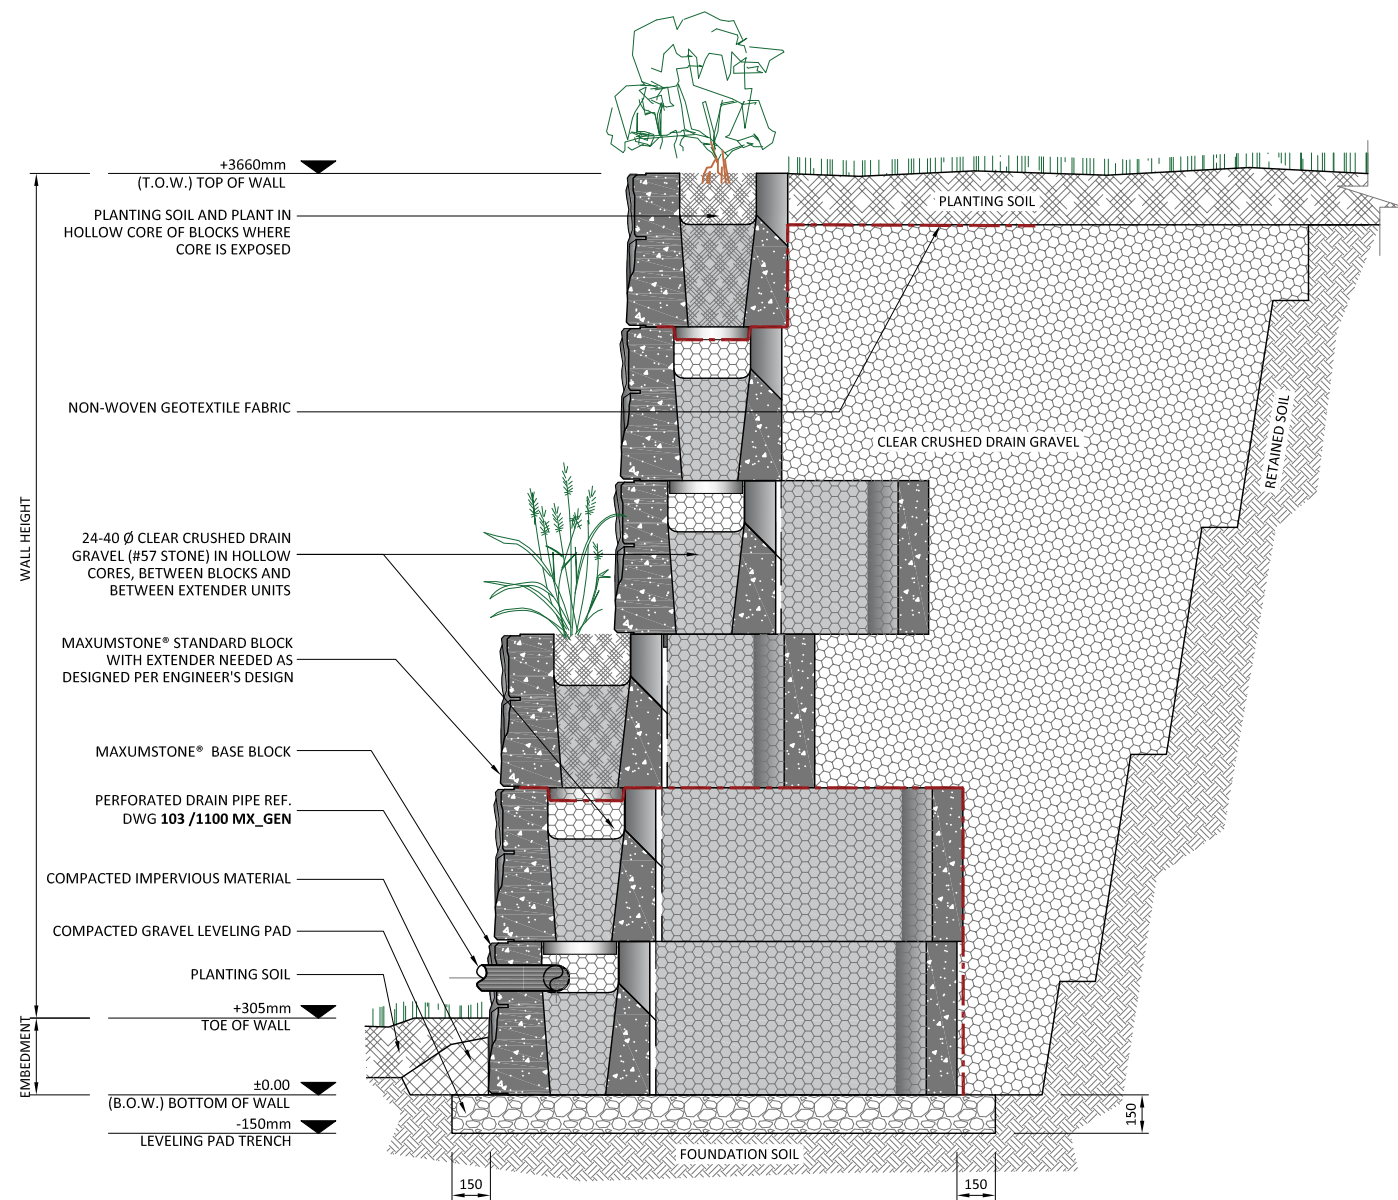 +3660mm
(T.O.W.) TOP OF WALL
PLANTING SOIL AND PLANT IN
HOLLOW CORE OF BLOCKS WHERE
CORE IS EXPOSED
PLANTING SOIL
NON-WOVEN GEOTEXTILE FABRIC
CLEAR CRUSHED DRAIN GRAVEL
RETAINED SOIL
WALL HEIGHT
24-40 Ø CLEAR CRUSHED DRAIN
GRAVEL (#57 STONE) IN HOLLOW
CORES, BETWEEN BLOCKS AND
BETWEEN EXTENDER UNITS
MAXUMSTONE® STANDARD BLOCK
WITH EXTENDER NEEDED AS
DESIGNED PER ENGINEER'S DESIGN
MAXUMSTONE® BASE BLOCK
PERFORATED DRAIN PIPE REF.
DWG 103 /1100 MX_GEN
COMPACTED IMPERVIOUS MATERIAL
COMPACTED GRAVEL LEVELING PAD
PLANTING SOIL
+305mm
TOE OF WALL
EMBEDMENT
±0.00
(B.O.W.) BOTTOM OF WALL
-150mm
LEVELING PAD TRENCH
150
FOUNDATION SOIL
150
150